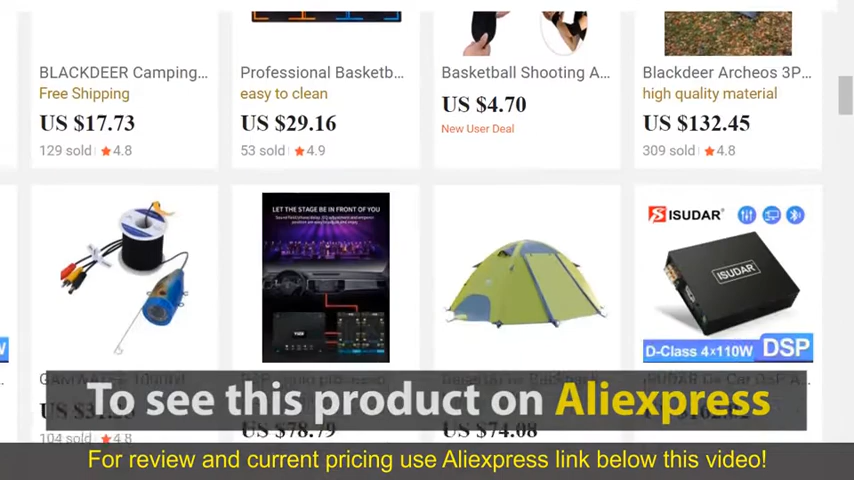 BLACKDEER Camping...
Professional Basketb...
Basketball Shooting A...
Blackdeer Archeos 3P...
Free Shipping
easy to clean
US $4.70
high quality material
US $17.73
US $29.16
New User Deal
US $132.45
129 sold 4.8
53 sold 4.9
309 sold 4.8
LET THE STAGE BE IN FRONT OF YOU
ISUDAR
ISUDAR
D-Class 4×110W DSP
To see this product on Aliexpress
US $78.79
US $74.08
104 sold 4.8
For review and current pricing use Aliexpress link below this video!